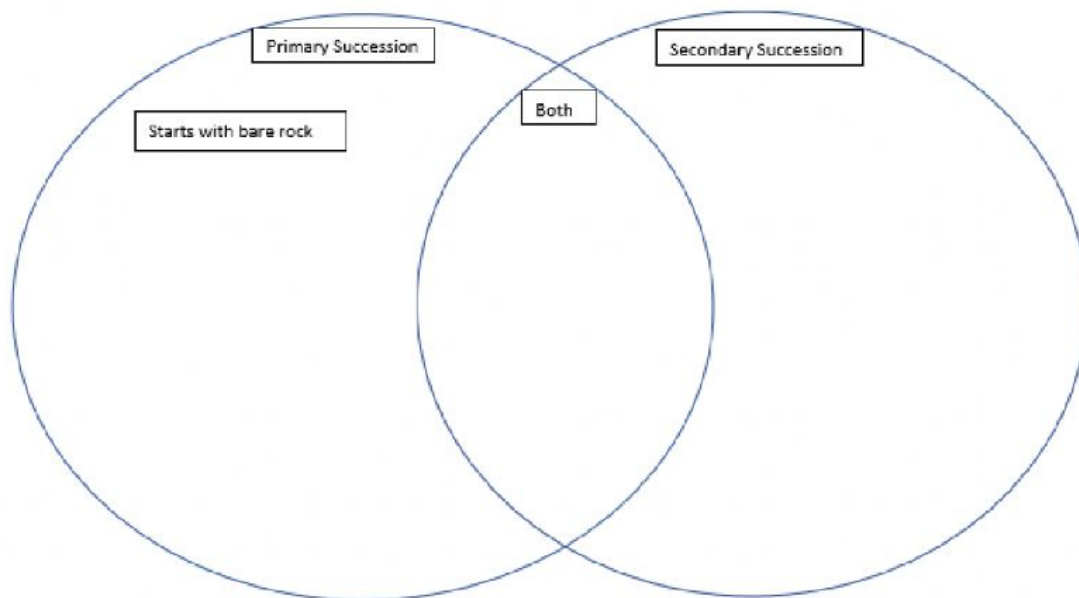 Primary Succession
Secondary Succession
Both
Starts with bare rock